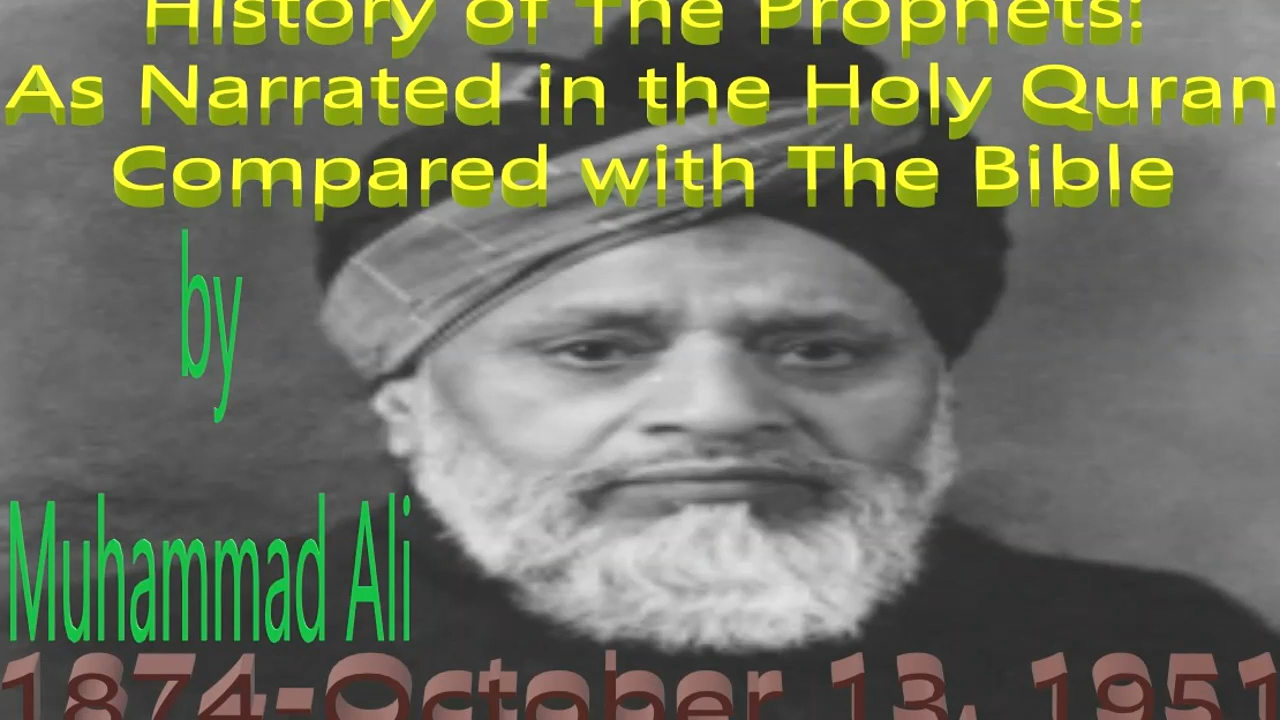 History of The Prophets:
As Narrated in the Holy Quran
Compared with The Bible
by
Muhammad Ali
1874-October 13, 1951